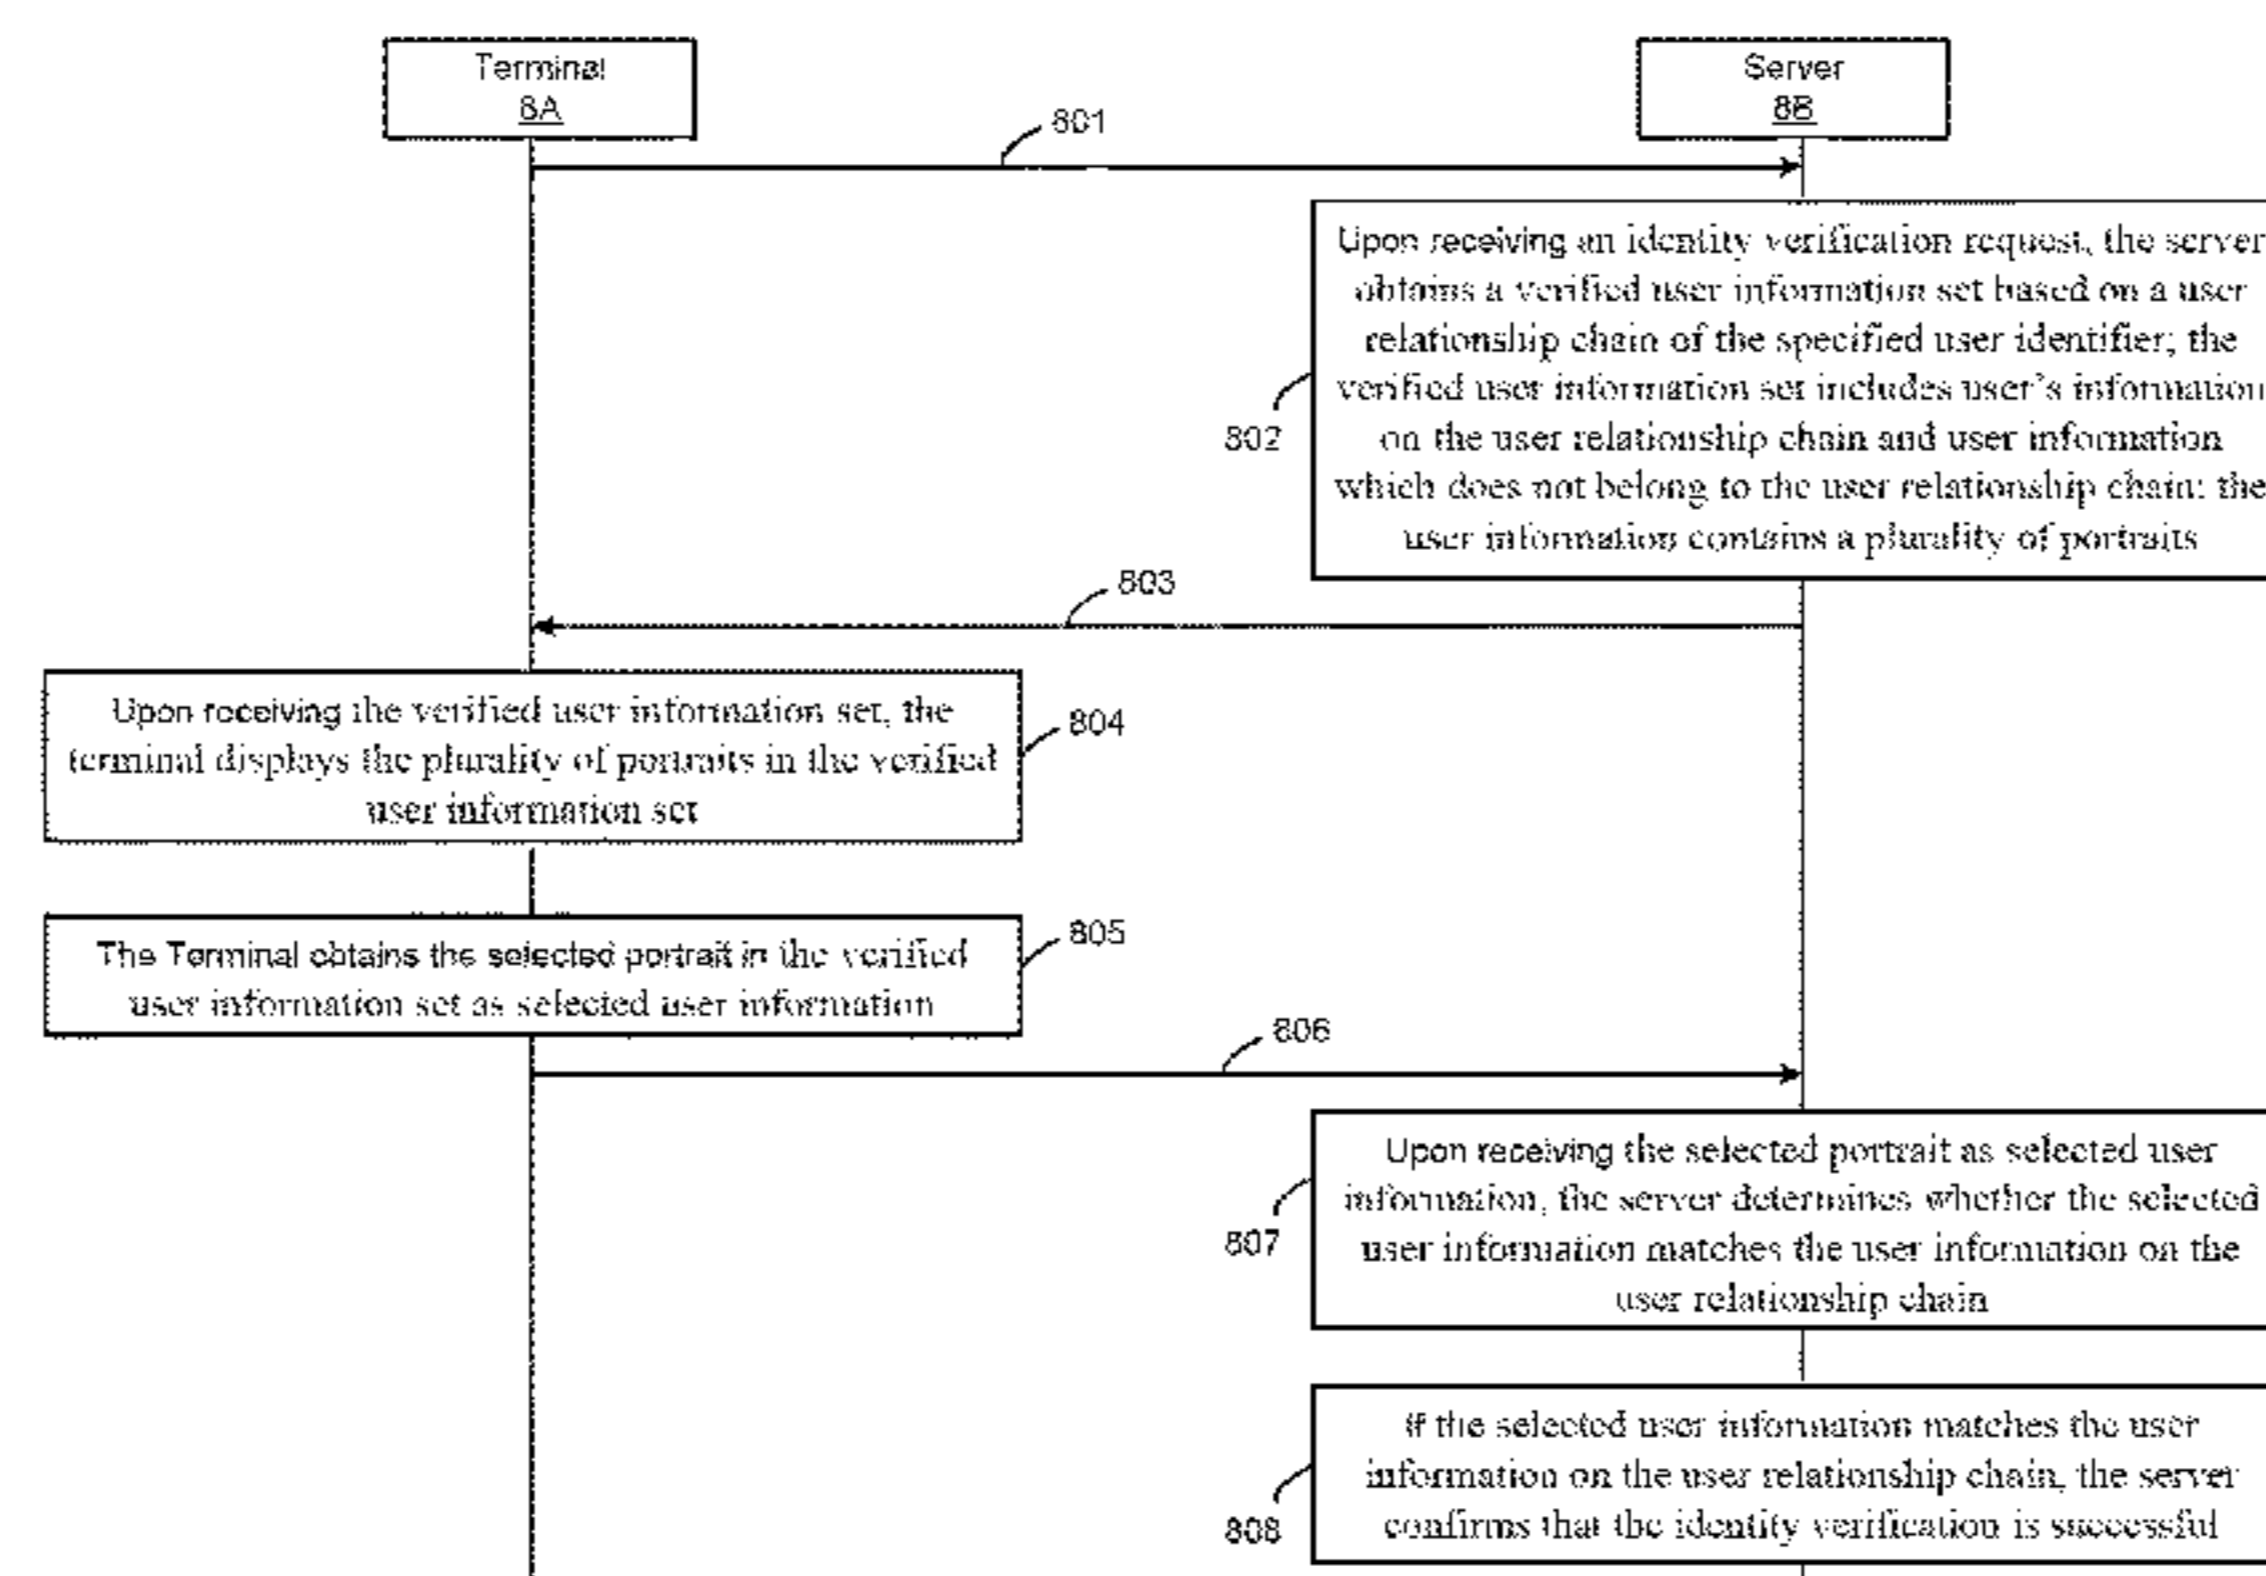 Terminal
8A
Server
8B
801
Upon receiving an identity verification request, the server
obtains a verified user information set based on a user
relationship chain of the specified user identifier; the
verified user information set includes user's information
on the user relationship chain and user information
which does not belong to the user relationship chain; the
user information contains a plurality of portraits
802
803
Upon receiving the verified user information set, the
terminal displays the plurality of portraits in the verified
user information set
804
The Terminal obtains the selected portrait in the verified
user information set as selected user information
805
806
Upon receiving the selected portrait as selected user
information, the server determines whether the selected
user information matches the user information on the
user relationship chain
807
If the selected user information matches the user
information on the user relationship chain, the server
confirms that the identity verification is successful
808